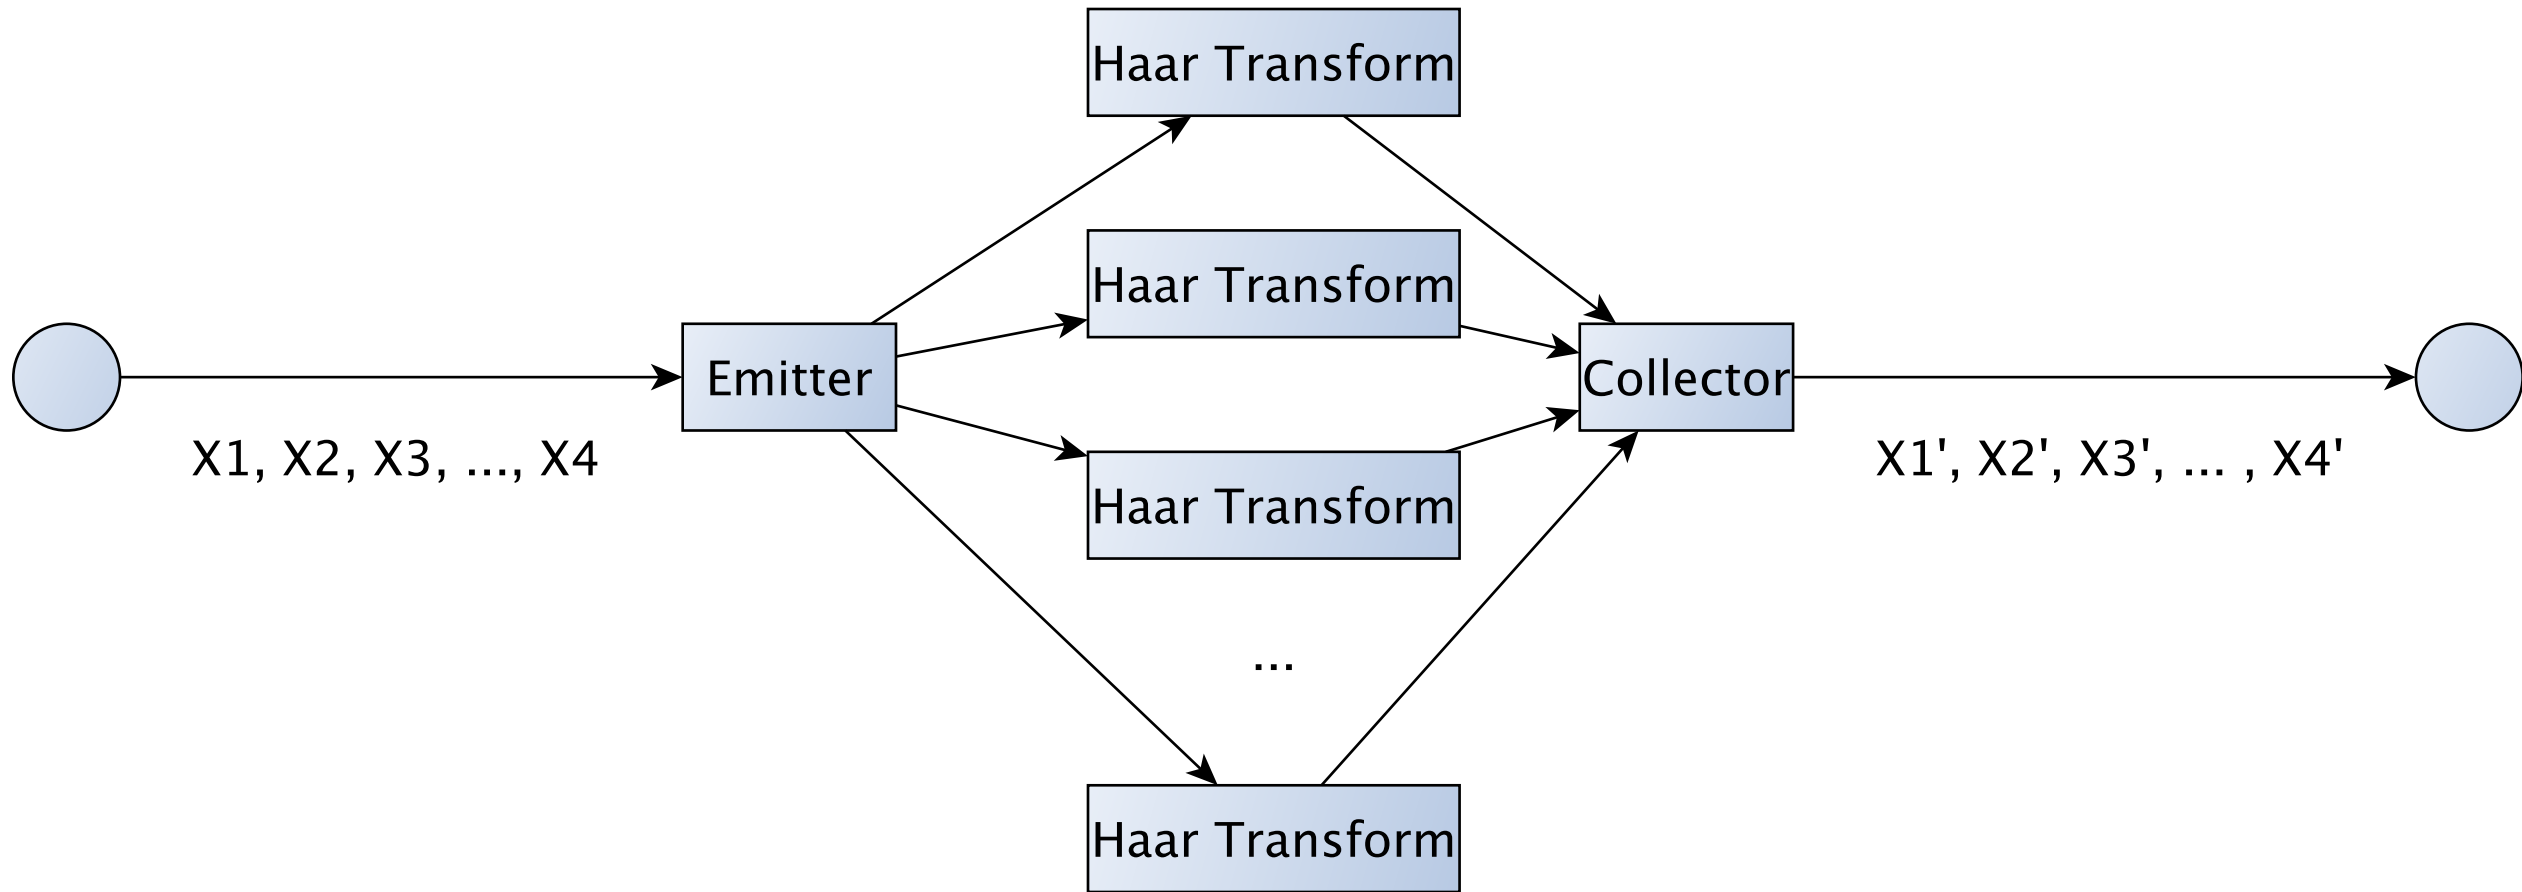 Haar Transform
Haar Transform
Emitter
Collector
X1, X2, X3, ..., X4
X1', X2', X3', ... , X4'
Haar Transform
...
Haar Transform